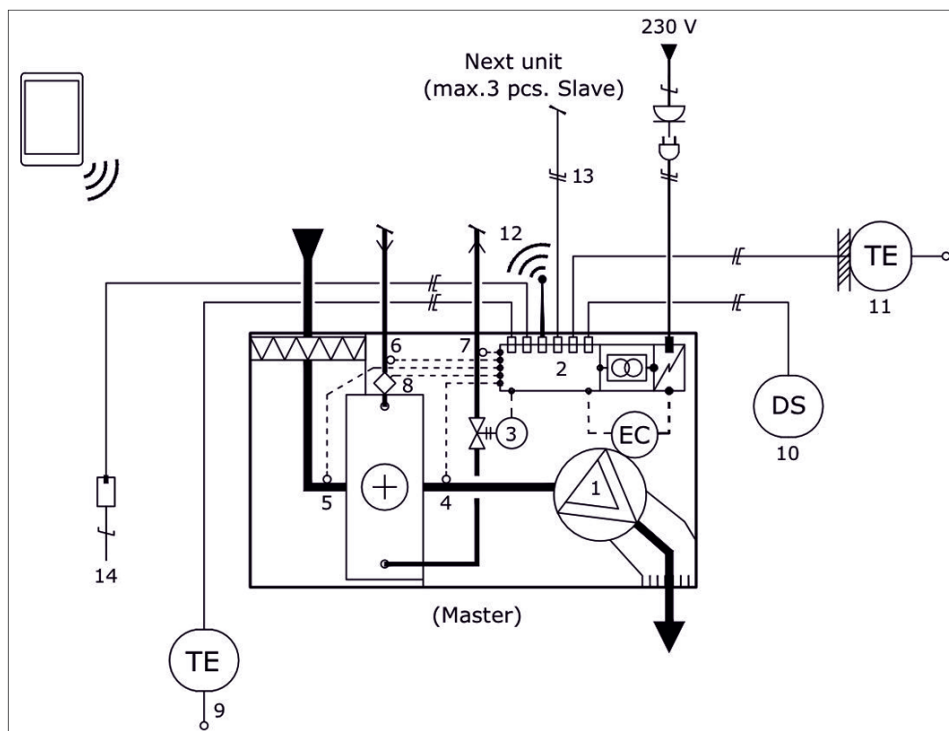 230 V
Next unit
(max.3 pcs. Slave)
13
12
TE
11
6
7
2
8
DS
10
3
EC
1
5
4
14
(Master)
TE
9